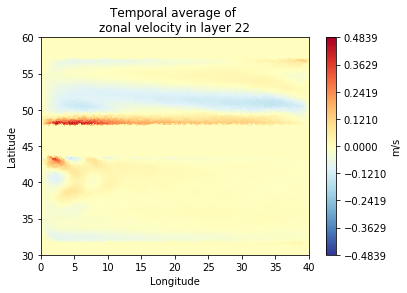 Temporal average of
zonal velocity in layer 22
60
55
50
45
40
35
30
Latitude
0 5 10 15 20 25 30 35 40
Longitude
0.4839
0.3629
0.2419
0.1210
0.0000
−0.1210
−0.2419
−0.3629
−0.4839
m/s